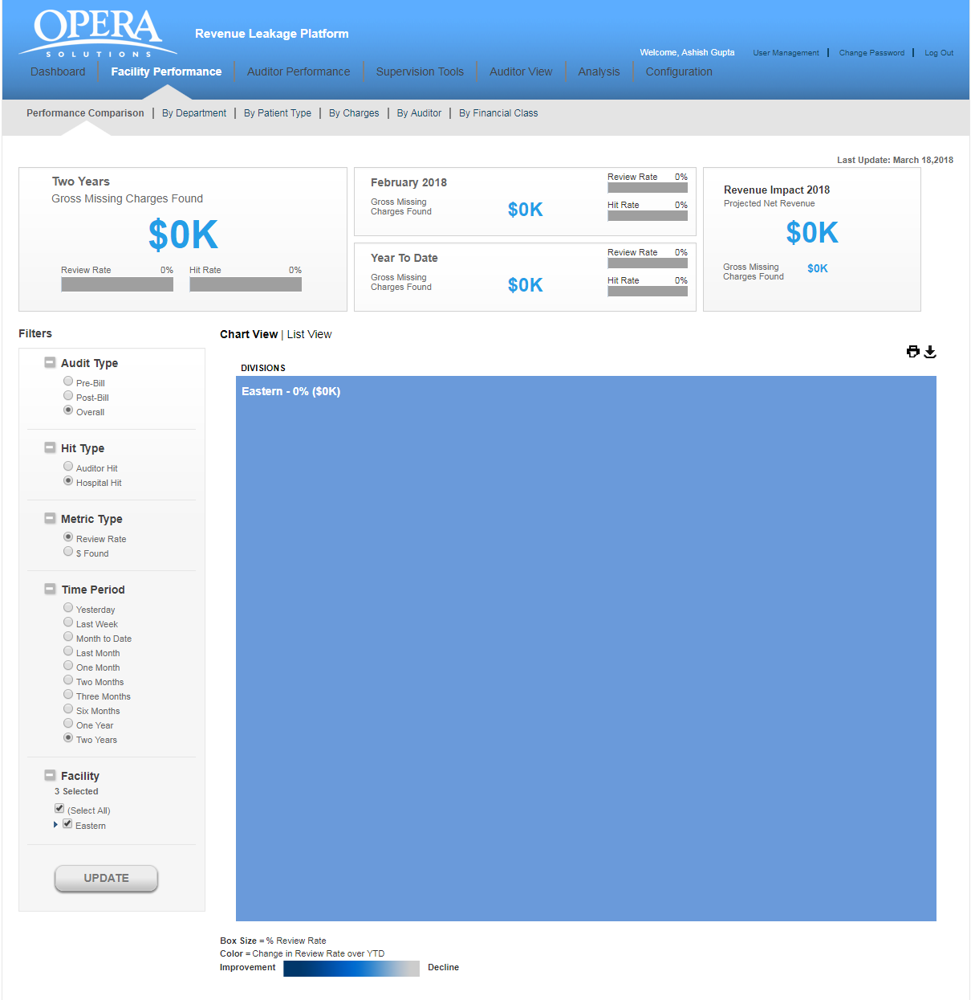 OPERA
SOLUTIONS
Revenue Leakage Platform
Welcome, Ashish Gupta
User Management | Change Password | Log Out
Dashboard
Facility Performance
Auditor Performance
Supervision Tools
Auditor View
Analysis
Configuration
Performance Comparison | By Department | By Patient Type | By Charges | By Auditor | By Financial Class
Last Update: March 18,2018
Two Years
Gross Missing Charges Found
$0K
Review Rate 0%
Hit Rate 0%
February 2018
Gross Missing
Charges Found
$0K
Review Rate 0%
Hit Rate 0%
Year To Date
Gross Missing
Charges Found
$0K
Review Rate 0%
Hit Rate 0%
Revenue Impact 2018
Projected Net Revenue
$0K
Gross Missing
Charges Found
$0K
Filters
Audit Type
Pre-Bill
Post-Bill
Overall
Hit Type
Auditor Hit
Hospital Hit
Metric Type
Review Rate
$ Found
Time Period
Yesterday
Last Week
Month to Date
Last Month
One Month
Two Months
Three Months
Six Months
One Year
Two Years
Facility
3 Selected
(Select All)
Eastern
UPDATE
Chart View | List View
DIVISIONS
Eastern - 0% ($0K)
Box Size = % Review Rate
Color = Change in Review Rate over YTD
Improvement
Decline